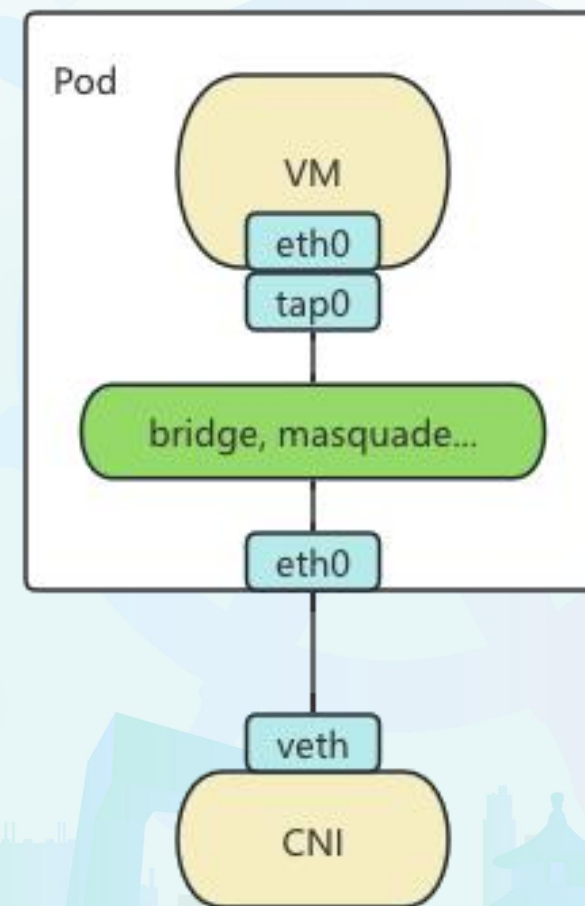 Pod
VM
eth0
tap0
bridge, masquade...
eth0
veth
CNI